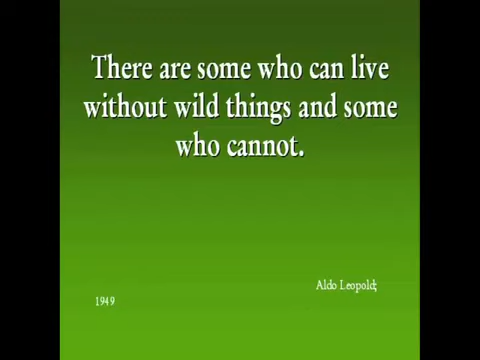 There are some who can live
without wild things and some
who cannot.
Aldo Leopold;
1949